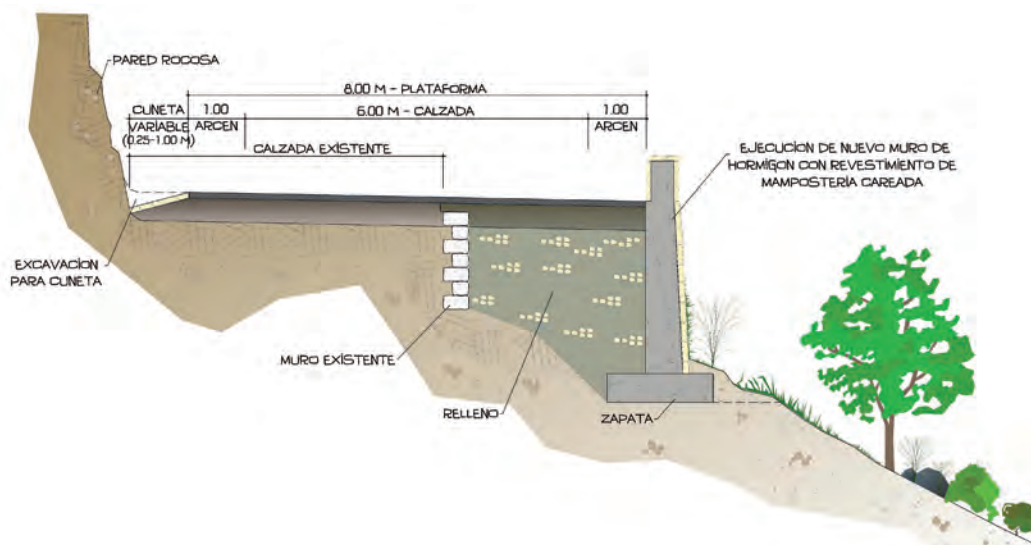 PARED ROCOSA
8.00 M - PLATAFORMA
CUNETA
1.00
6.00 M - CALZADA
1.00
VARIABLE
ARCEN
ARCEN
(0.25-1.00 M)
CALZADA EXISTENTE
EJECUCION DE NUEVO MURO DE
HORMIGON CON REVESTIMIENTO DE
MAMPOSTERÍA CAREADA
EXCAVACION
PARA CUNETA
MURO EXISTENTE
RELLENO
ZAPATA